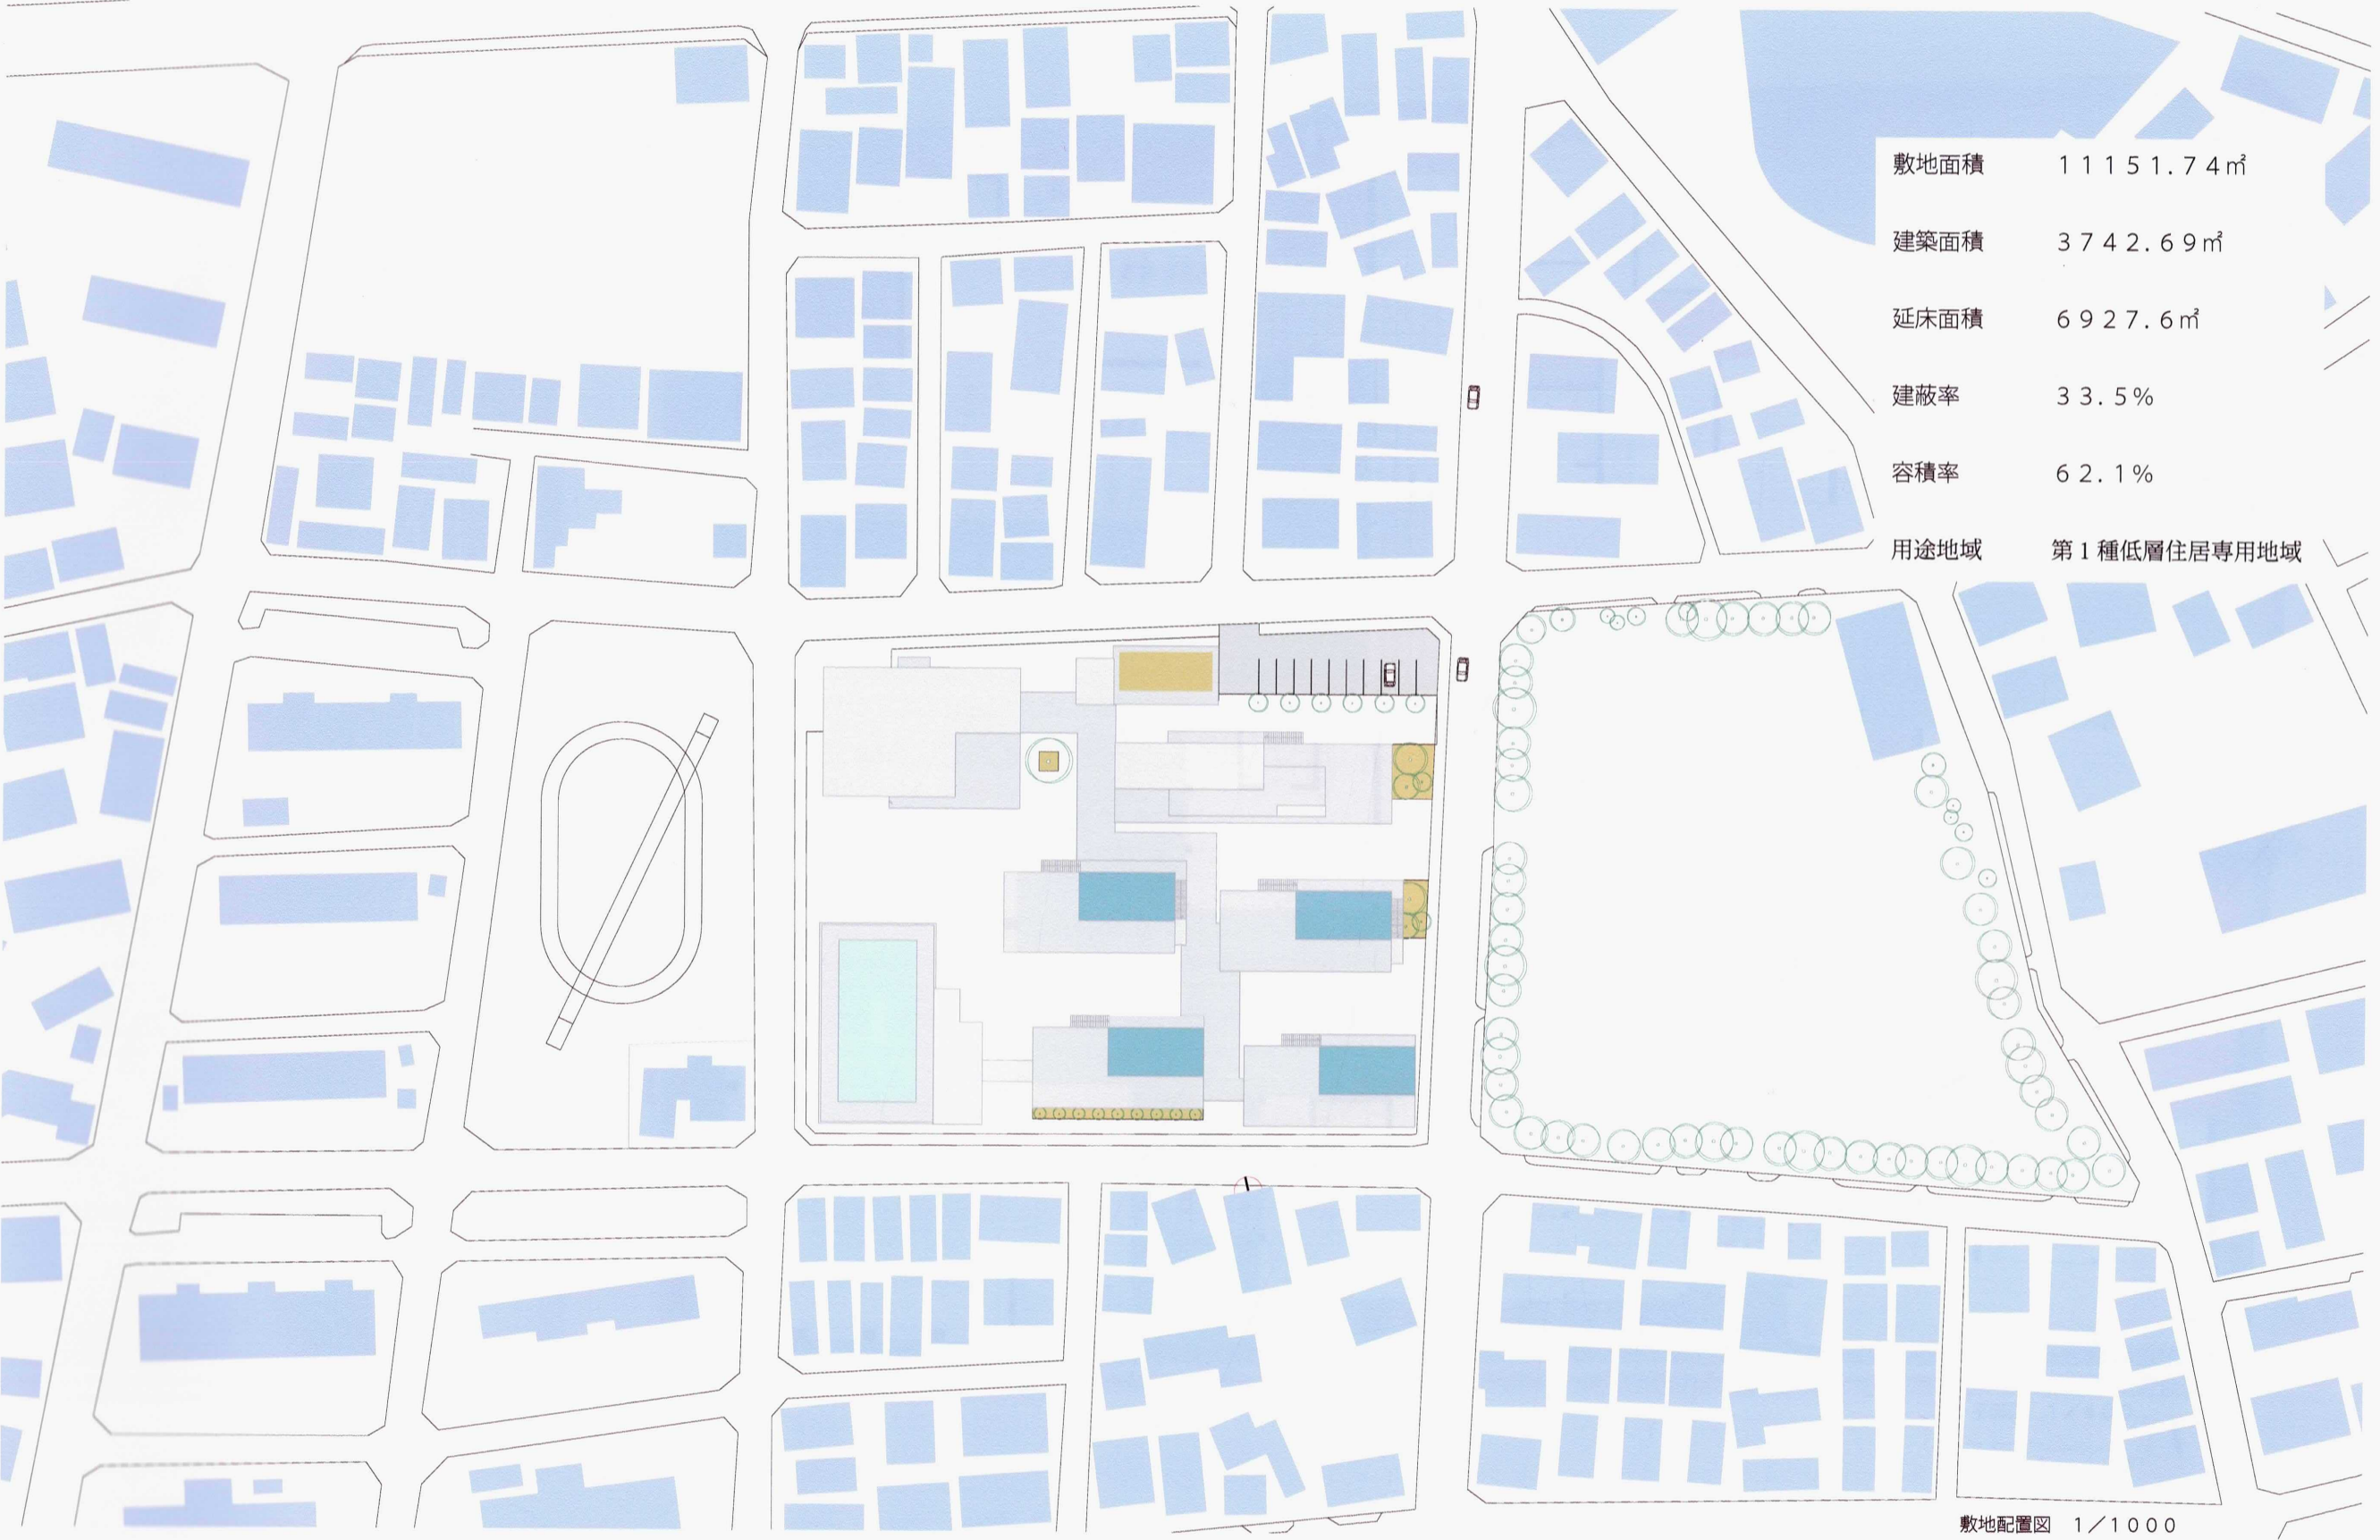 敷地面積 11151.74㎡
建築面積 3742.69㎡
延床面積 6927.6㎡
建蔽率 33.5%
容積率 62.1%
用途地域 第1種低層住居専用地域
敷地配置図 1/1000